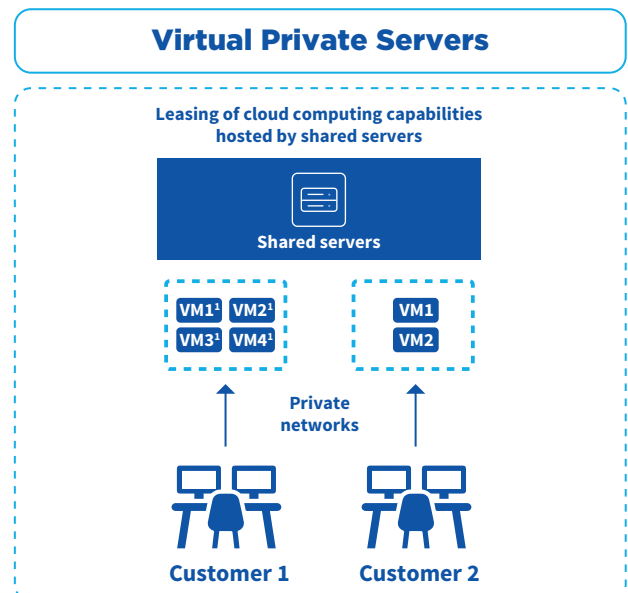 Virtual Private Servers
Leasing of cloud computing capabilities
hosted by shared servers
Shared servers
VM1¹ VM2¹
VM3¹ VM4¹
VM1
VM2
Private
networks
Customer 1
Customer 2